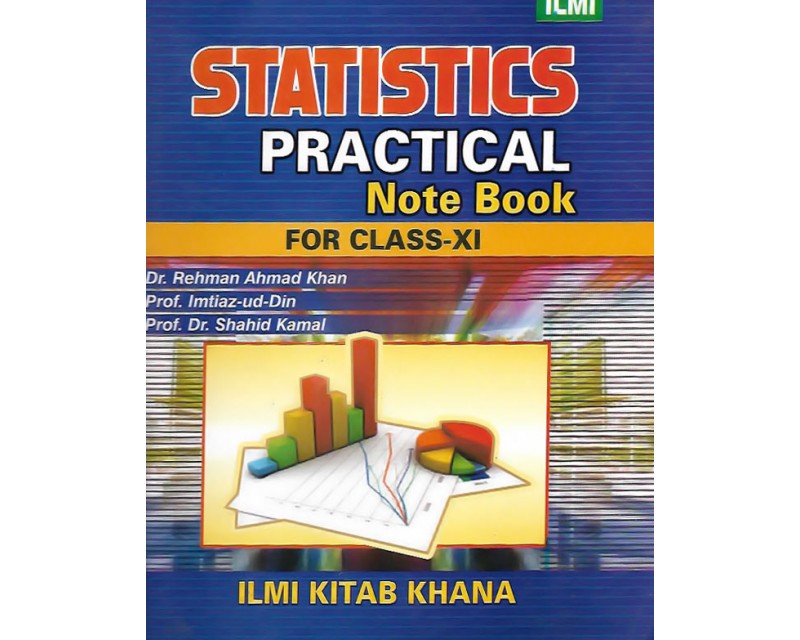 ILMI
STATISTICS
PRACTICAL
Note Book
FOR CLASS-XI
Dr. Rehman Ahmad Khan
Prof. Imtiaz-ud-Din
Prof. Dr. Shahid Kamal
ILMI KITAB KHANA